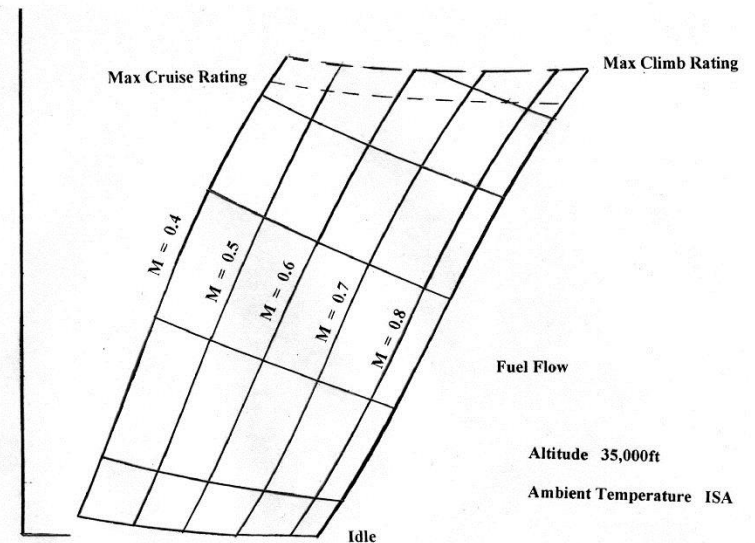 Max Cruise Rating
Max Climb Rating
M = 0.4
M = 0.5
M = 0.6
M = 0.7
M = 0.8
Fuel Flow
Altitude 35,000ft
Ambient Temperature ISA
Idle